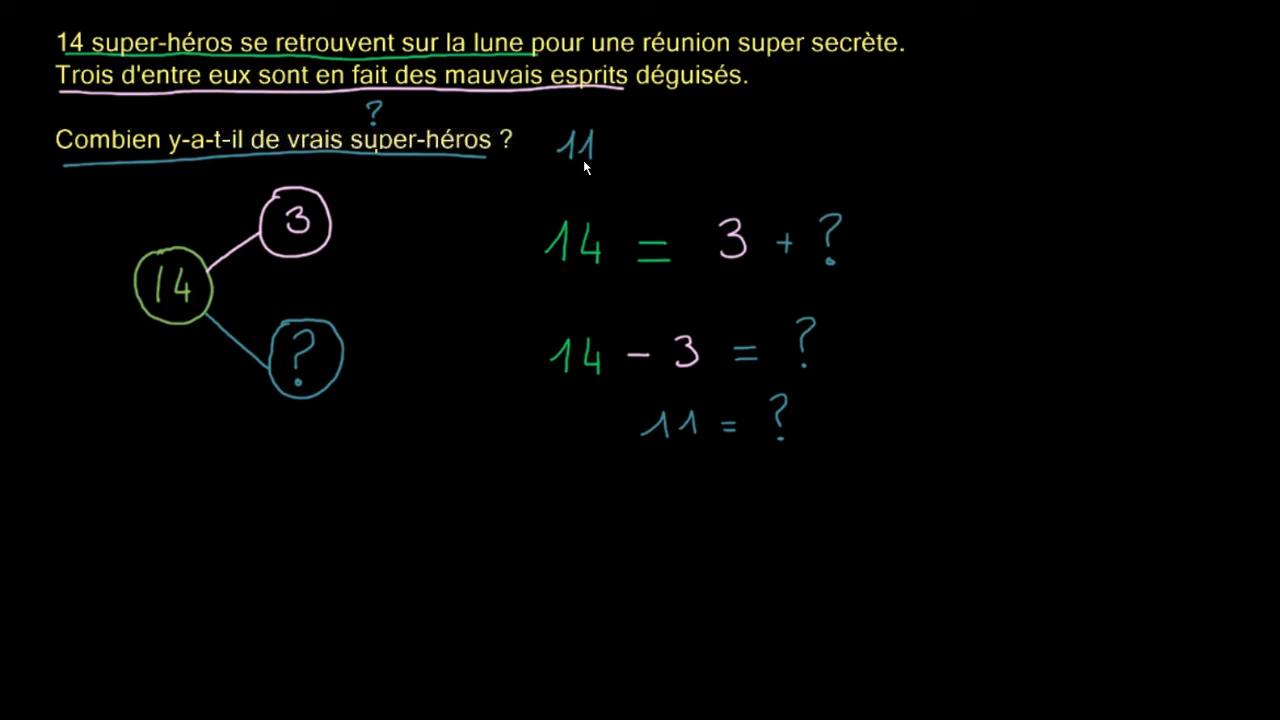 14 super-héros se retrouvent sur la lune pour une réunion super secrète.
Trois d'entre eux sont en fait des mauvais esprits déguisés.
?
Combien y-a-t-il de vrais super-héros ? 11
3
14
?
14 = 3 + ?
14 - 3 = ?
11 = ?